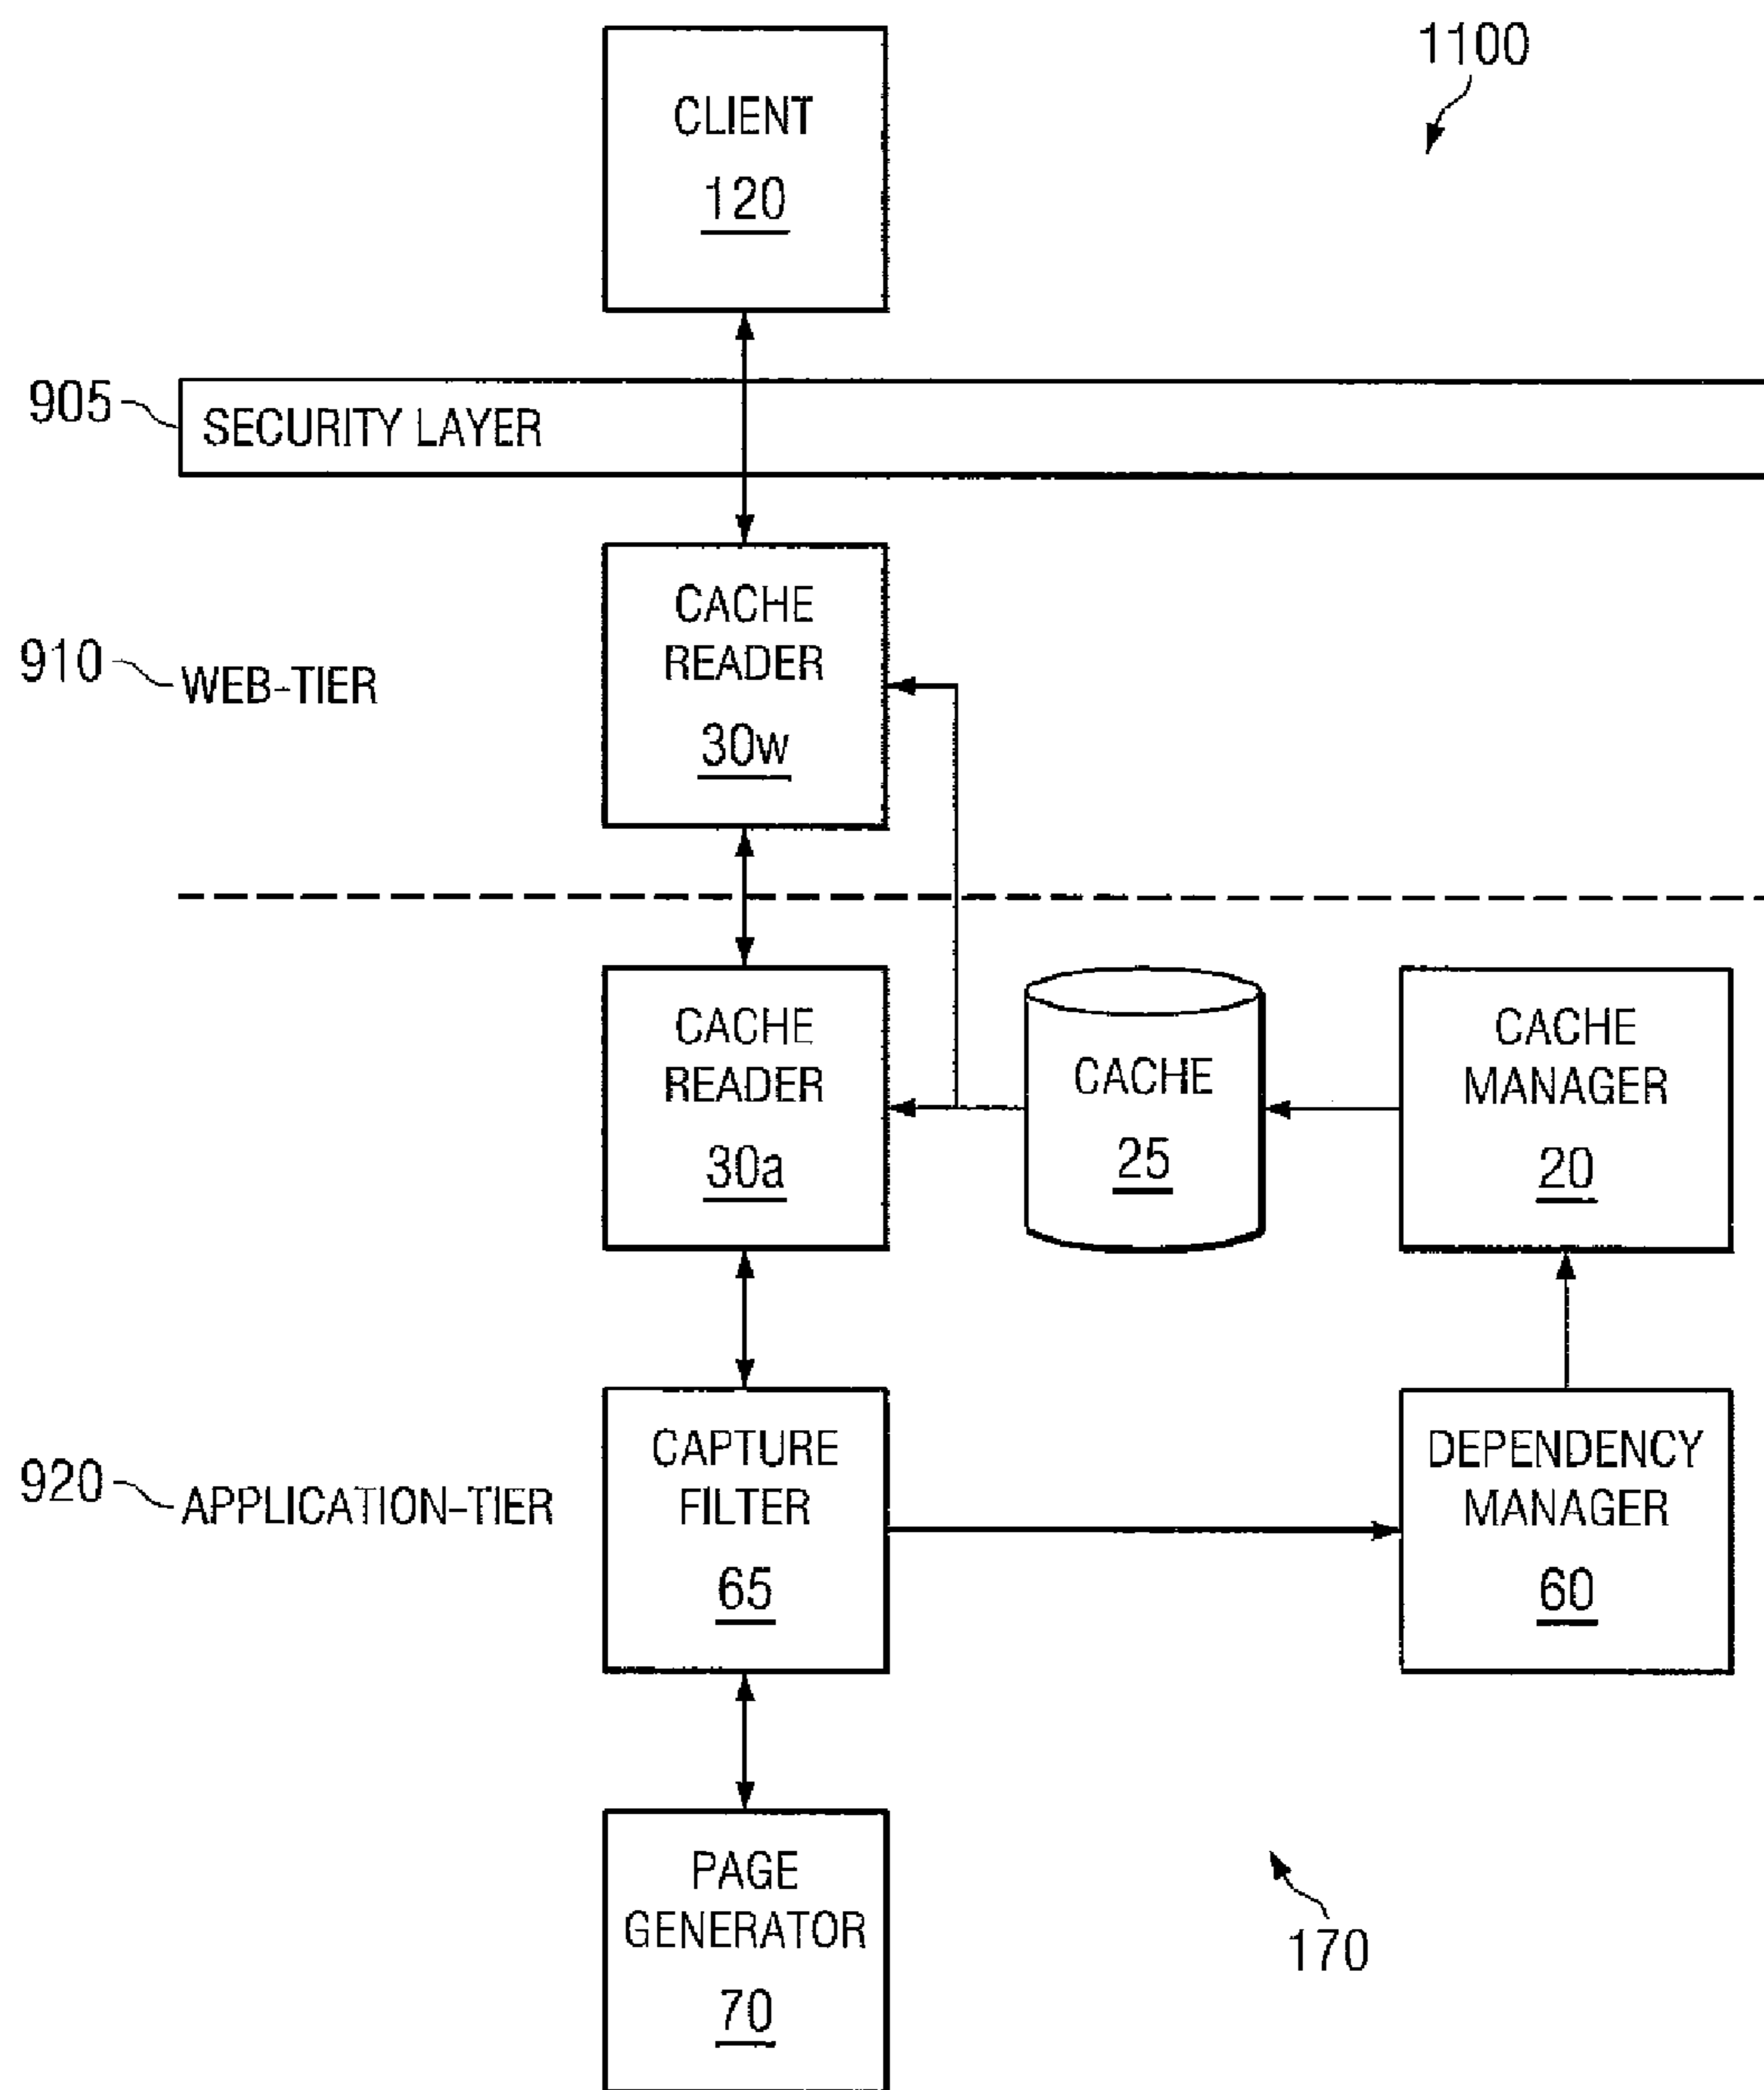 1100
CLIENT
120
905
SECURITY LAYER
CACHE
READER
30w
910
WEB-TIER
CACHE
READER
30a
CACHE
25
CACHE
MANAGER
20
CAPTURE
FILTER
65
DEPENDENCY
MANAGER
60
920
APPLICATION-TIER
PAGE
GENERATOR
70
170